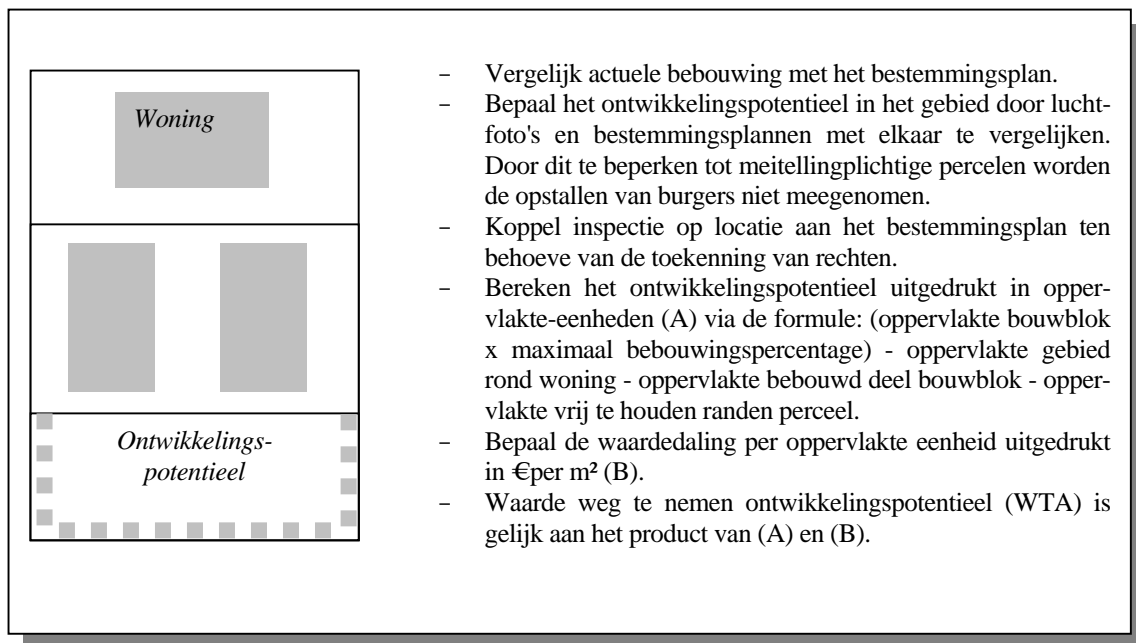 Woning
Ontwikkelings-
potentieel
- Vergelijk actuele bebouwing met het bestemmingsplan.
- Bepaal het ontwikkelingspotentieel in het gebied door lucht-
foto's en bestemmingsplannen met elkaar te vergelijken.
Door dit te beperken tot meitellingplichtige percelen worden
de opstallen van burgers niet meegenomen.
- Koppel inspectie op locatie aan het bestemmingsplan ten
behoeve van de toekenning van rechten.
- Bereken het ontwikkelingspotentieel uitgedrukt in opper-
vlakte-eenheden (A) via de formule: (oppervlakte bouwblok
x maximaal bebouwingspercentage) - oppervlakte gebied
rond woning - oppervlakte bebouwd deel bouwblok - opper-
vlakte vrij te houden randen perceel.
- Bepaal de waardedaling per oppervlakte eenheid uitgedrukt
in €per m² (B).
- Waarde weg te nemen ontwikkelingspotentieel (WTA) is
gelijk aan het product van (A) en (B).